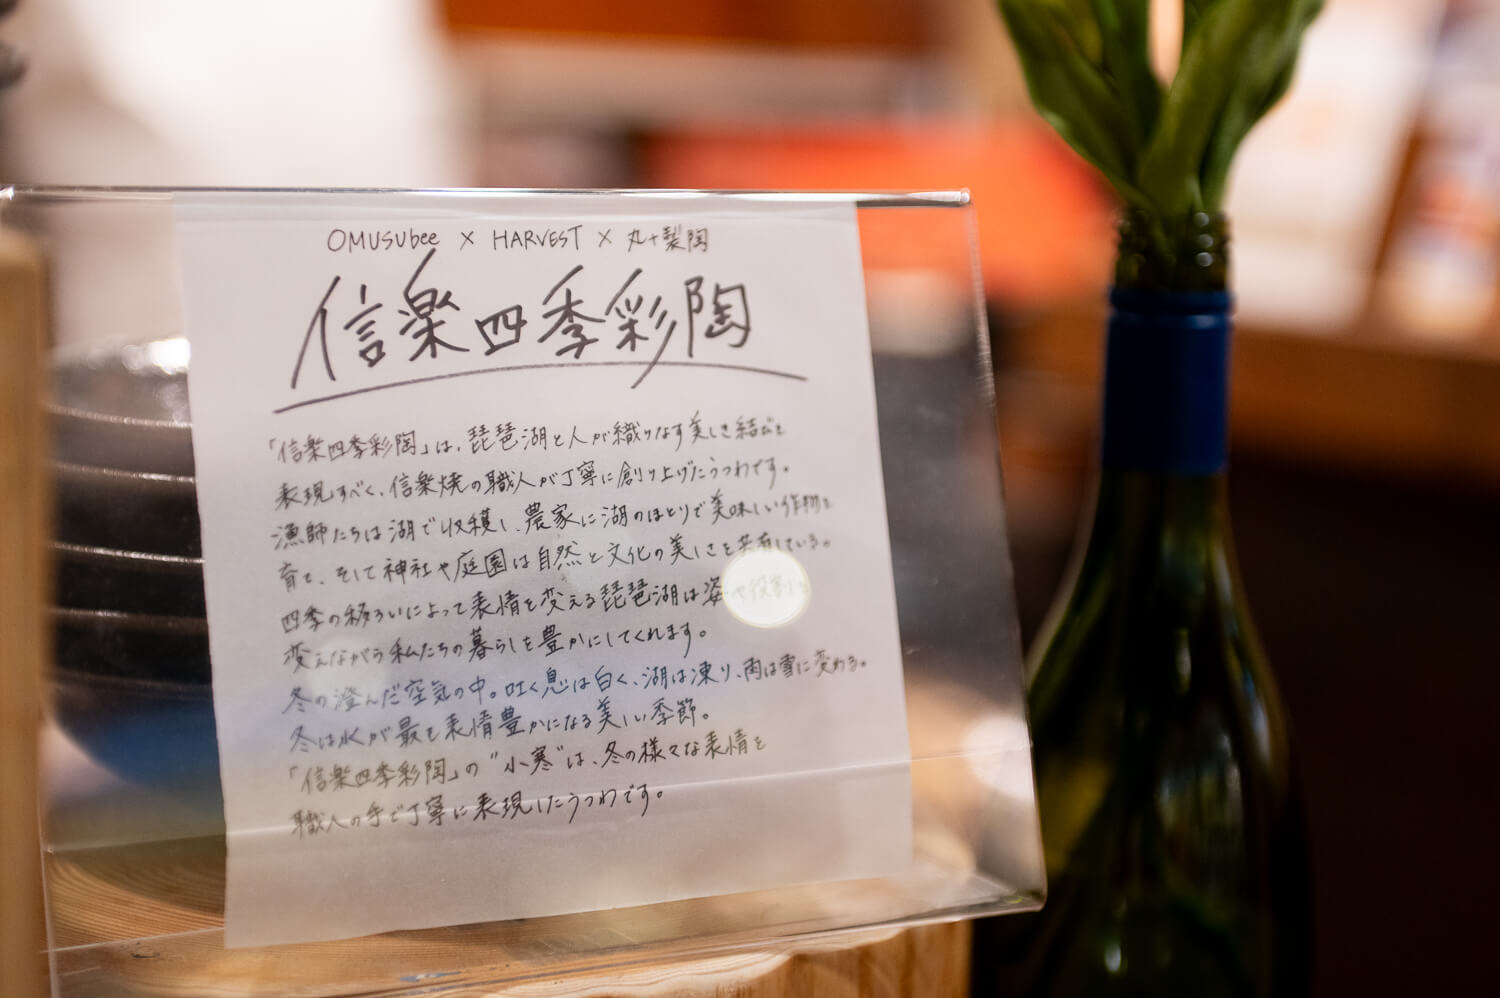 OMUSUbee × HARVEST × 丸十製陶
信楽四季彩陶
「信楽四季彩陶」は、琵琶湖と人が織りなす美しき結びを
表現すべく、信楽焼の職人が丁寧に創り上げたうつわです。
漁師たちは湖で収穫し、農家は湖のほとりで美味しい作物を
育て、そして神社や庭園は自然と文化の美しさを共有している。
四季の移ろいによって表情を変える琵琶湖は姿や役割を
変えながら私たちの暮らしを豊かにしてくれます。
冬の澄んだ空気の中。吐く息は白く、湖は凍り、雨は雪に変わる。
冬は水が最も表情豊かになる美しい季節。
「信楽四季彩陶」の"小寒"は、冬の様々な表情を
職人の手で丁寧に表現したうつわです。